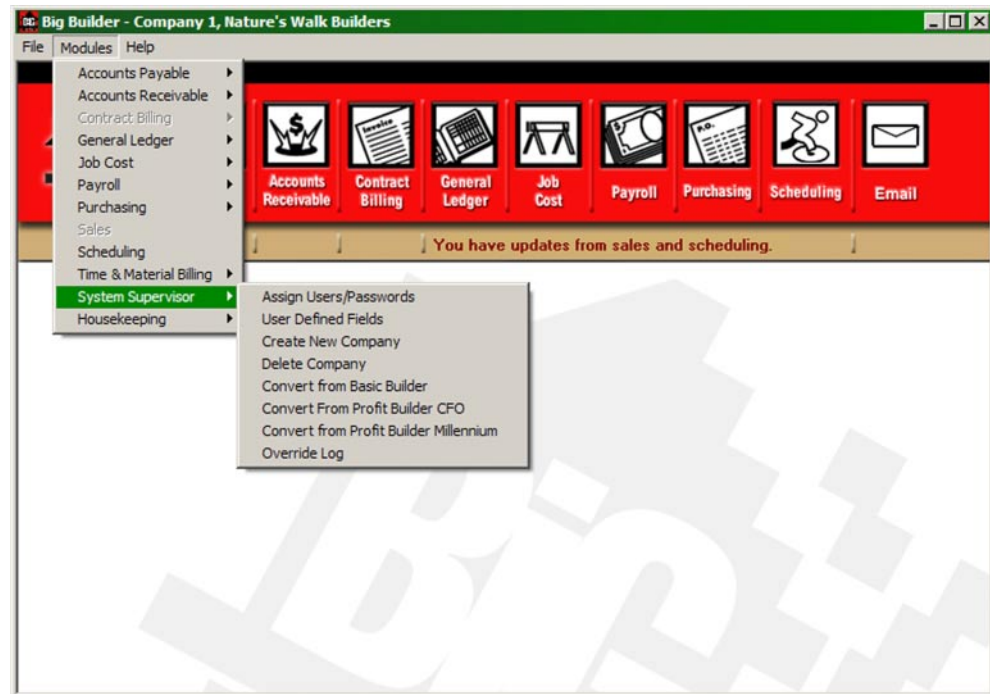 BG Big Builder - Company 1, Nature's Walk Builders
File Modules Help
Accounts Payable
Accounts Receivable
Contract Billing
General Ledger
Job Cost
Payroll
Purchasing
Sales
Scheduling
Time & Material Billing
System Supervisor
Housekeeping
Assign Users/Passwords
User Defined Fields
Create New Company
Delete Company
Convert from Basic Builder
Convert From Profit Builder CFO
Convert from Profit Builder Millennium
Override Log
Invoice
P.O.
Accounts Receivable
Contract Billing
General Ledger
Job Cost
Payroll
Purchasing
Scheduling
Email
You have updates from sales and scheduling.